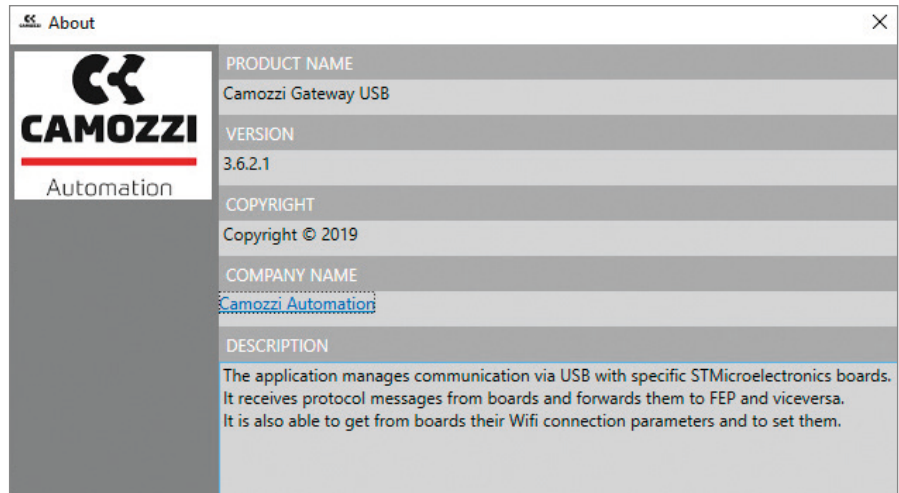 CAMOZZI
About
CAMOZZI
Automation
PRODUCT NAME
Camozzi Gateway USB
VERSION
3.6.2.1
COPYRIGHT
Copyright © 2019
COMPANY NAME
Camozzi Automation
DESCRIPTION
The application manages communication via USB with specific STMicroelectronics boards.
It receives protocol messages from boards and forwards them to FEP and viceversa.
It is also able to get from boards their Wifi connection parameters and to set them.